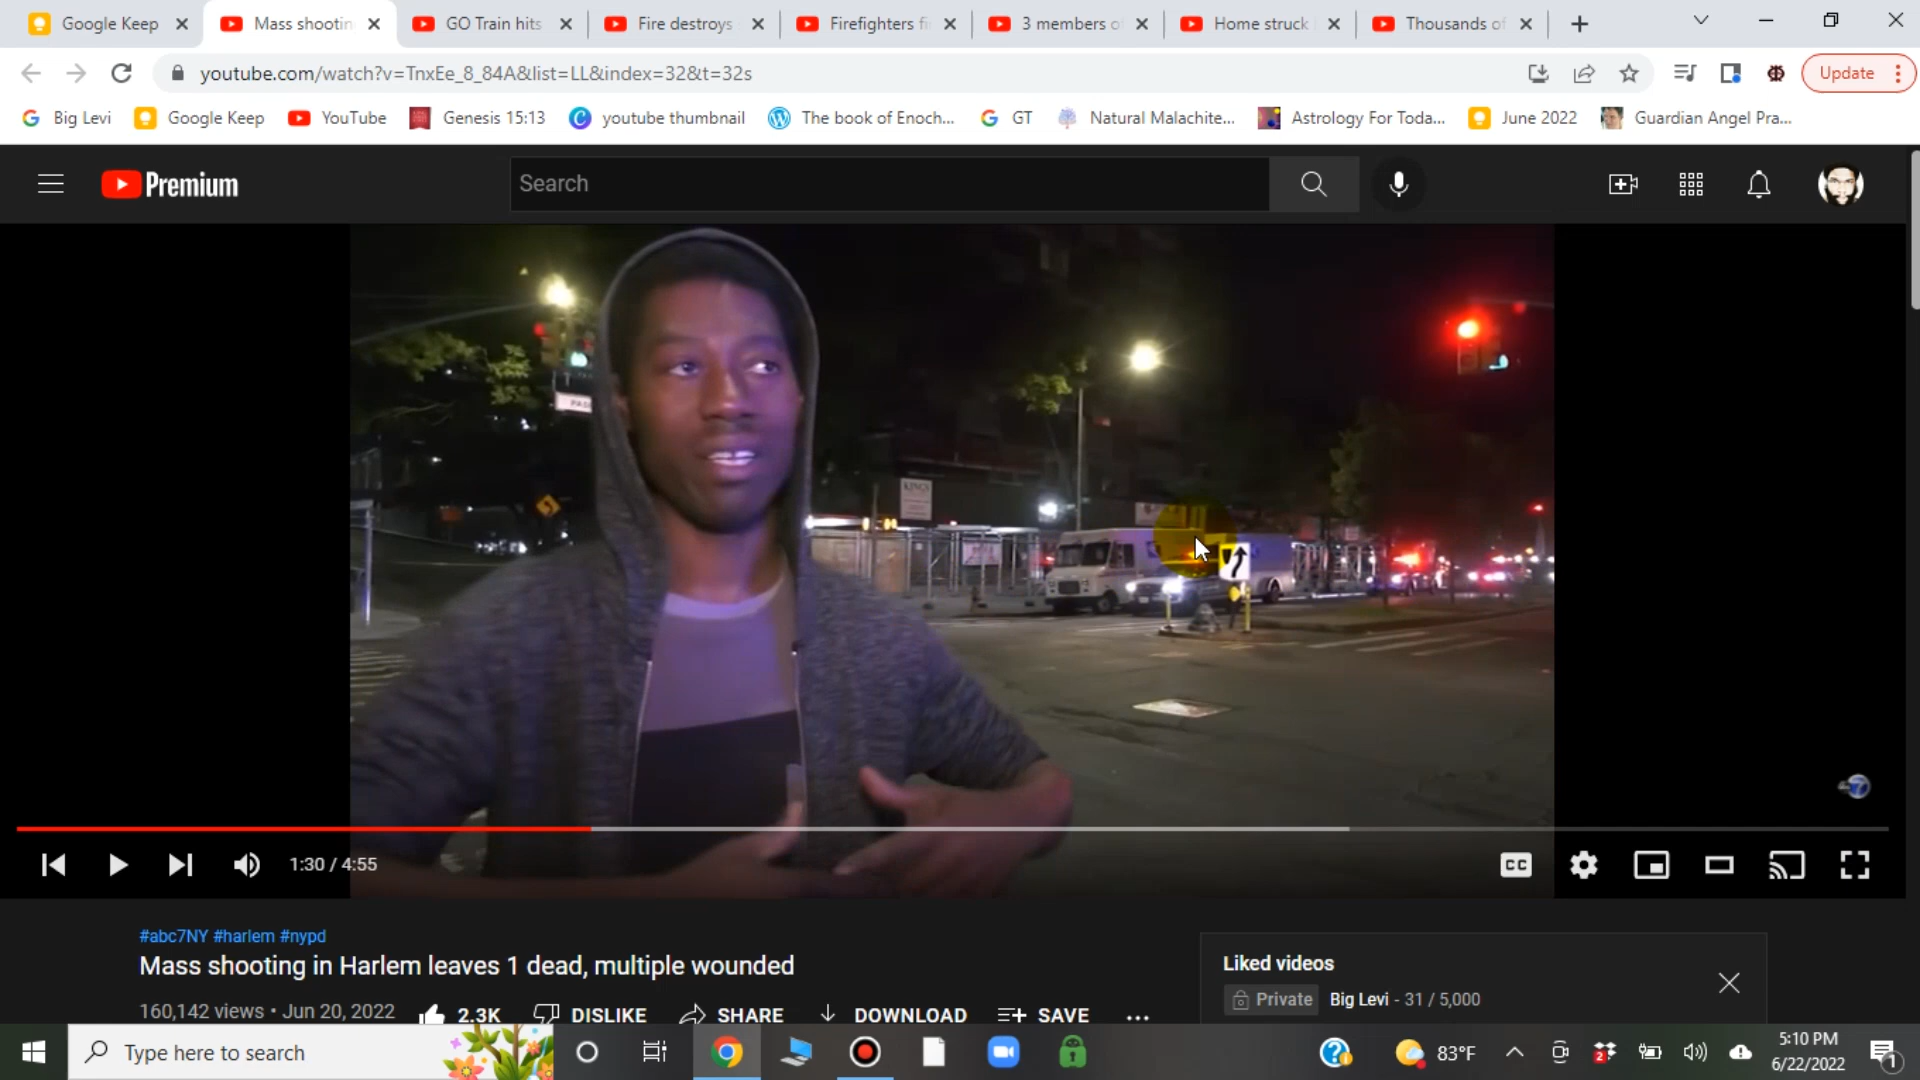 Google Keep
Mass shootin
GO Train hits
Fire destroys
Firefighters fi
3 members o
Home struck
Thousands of
youtube.com/watch?v=TnxEe_8_84A&list=LL&index=32&t=32s
Update
Big Levi
Google Keep
YouTube
Genesis 15:13
youtube thumbnail
The book of Enoch...
GT
Natural Malachite...
Astrology For Toda...
June 2022
Guardian Angel Pra...
Premium
Search
KINGS
7
1:30 / 4:55
CC
#abc7NY #harlem #nypd
Mass shooting in Harlem leaves 1 dead, multiple wounded
160,142 views • Jun 20, 2022
2.3K
DISLIKE
SHARE
DOWNLOAD
SAVE
Liked videos
Private
Big Levi - 31 / 5,000
Type here to search
2
83°F
5:10 PM
6/22/2022
1